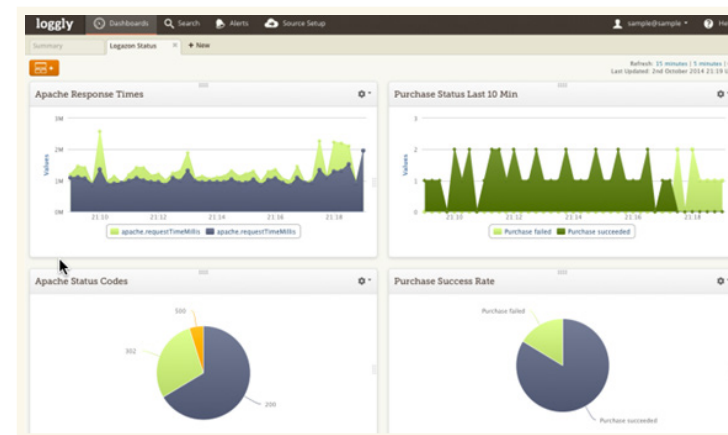 loggly Dashboards Search Alerts Source Setup sample@sample
Summary Logazon Status × + New
Refresh: 15 minutes | 5 minutes |
Last Updated: 2nd October 2014 21:19
Apache Response Times
3M
2M
1M
0M
Values
21:10 21:12 21:14 21:16 21:18
apache.requestTimeMillis apache.requestTimeMillis
Purchase Status Last 10 Min
3
2
1
0
Values
21:10 21:12 21:14 21:16 21:18
Purchase failed Purchase succeeded
Apache Status Codes
500
302
200
Purchase Success Rate
Purchase failed
Purchase succeeded